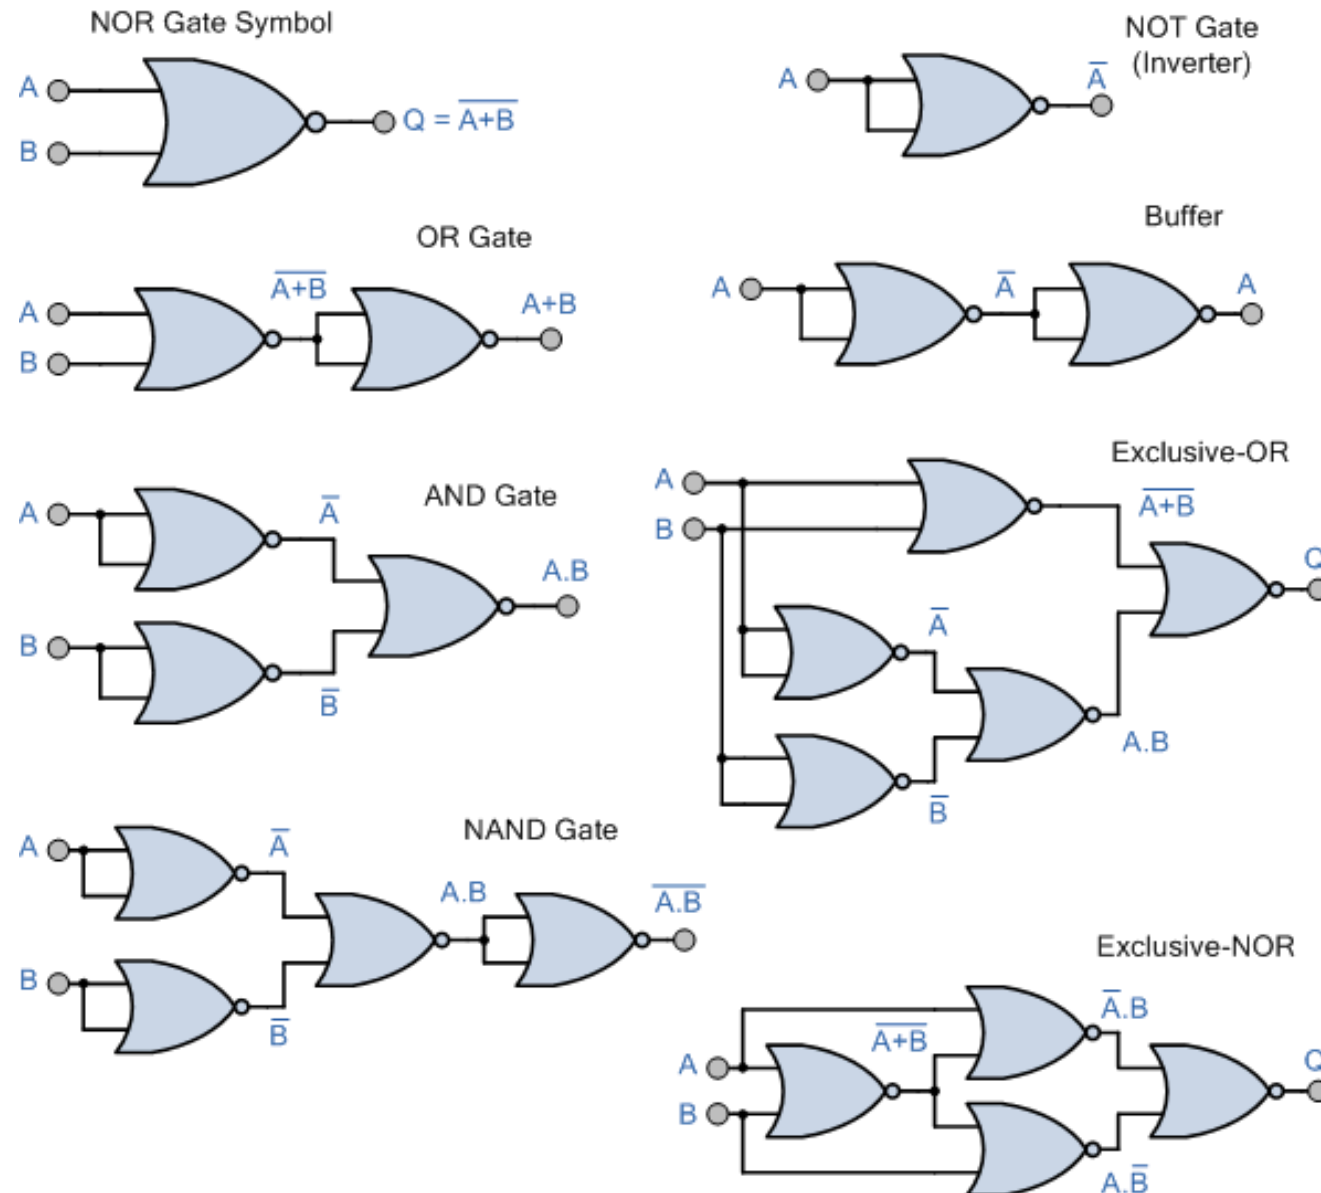 NOR Gate Symbol
A
B
Q = A̅+̅B̅
NOT Gate
(Inverter)
A
A̅
OR Gate
A
B
A̅+̅B̅
A+B
Buffer
A
A̅
A
AND Gate
A
B
A̅
B̅
A.B
Exclusive-OR
A
B
A̅+̅B̅
A̅
B̅
A.B
Q
NAND Gate
A
B
A̅
B̅
A.B
A̅.̅B̅
Exclusive-NOR
A
B
A̅+̅B̅
A̅.B
A.B̅
Q